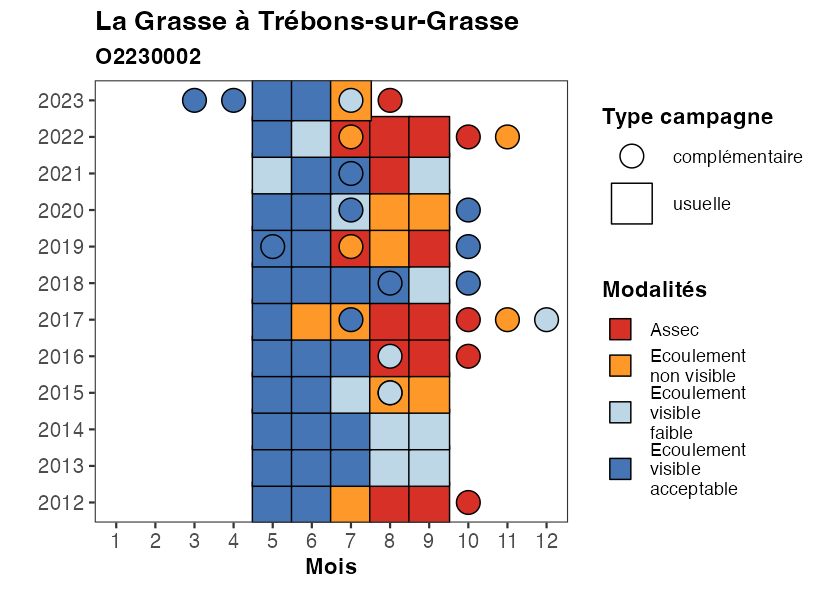 La Grasse à Trébons-sur-Grasse
O2230002
2023
2022
2021
2020
2019
2018
2017
2016
2015
2014
2013
2012
1 2 3 4 5 6 7 8 9 10 11 12
Mois
Type campagne
complémentaire
usuelle
Modalités
Assec
Ecoulement
non visible
Ecoulement
visible
faible
Ecoulement
visible
acceptable